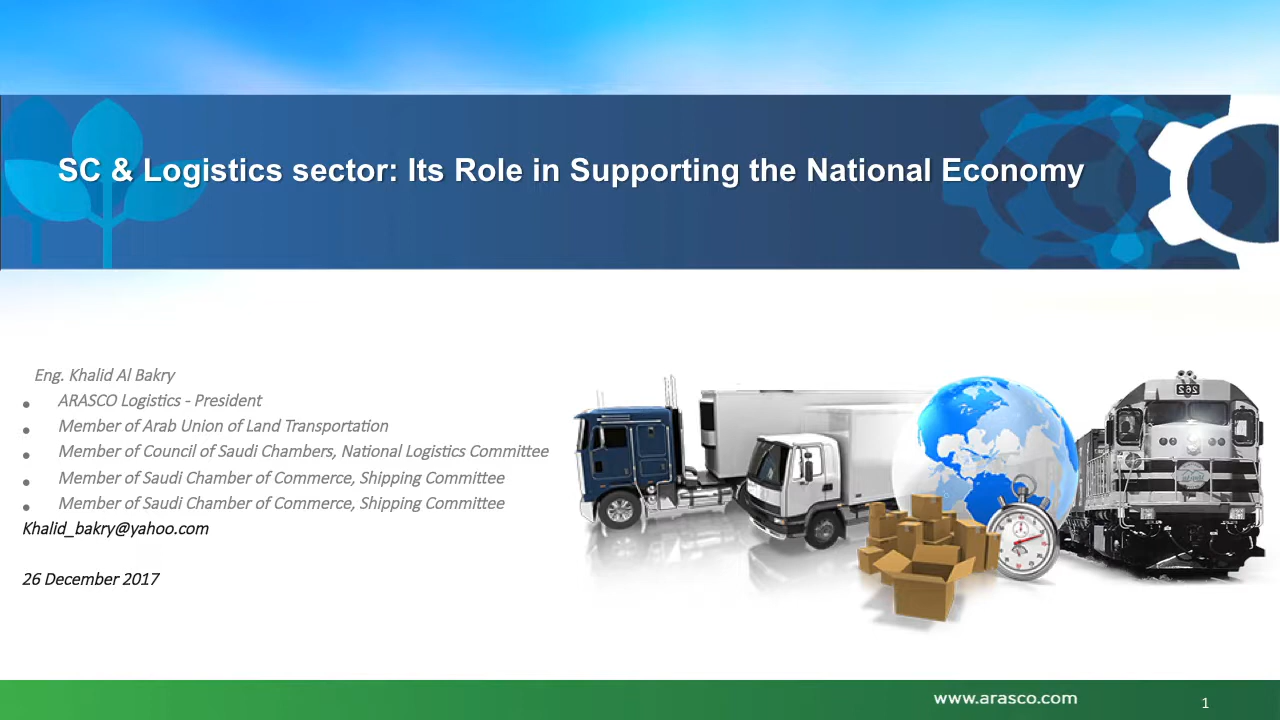 SC & Logistics sector: Its Role in Supporting the National Economy
Eng. Khalid Al Bakry
• ARASCO Logistics - President
• Member of Arab Union of Land Transportation
• Member of Council of Saudi Chambers, National Logistics Committee
• Member of Saudi Chamber of Commerce, Shipping Committee
• Member of Saudi Chamber of Commerce, Shipping Committee
Khalid_bakry@yahoo.com
26 December 2017
www.arasco.com
1